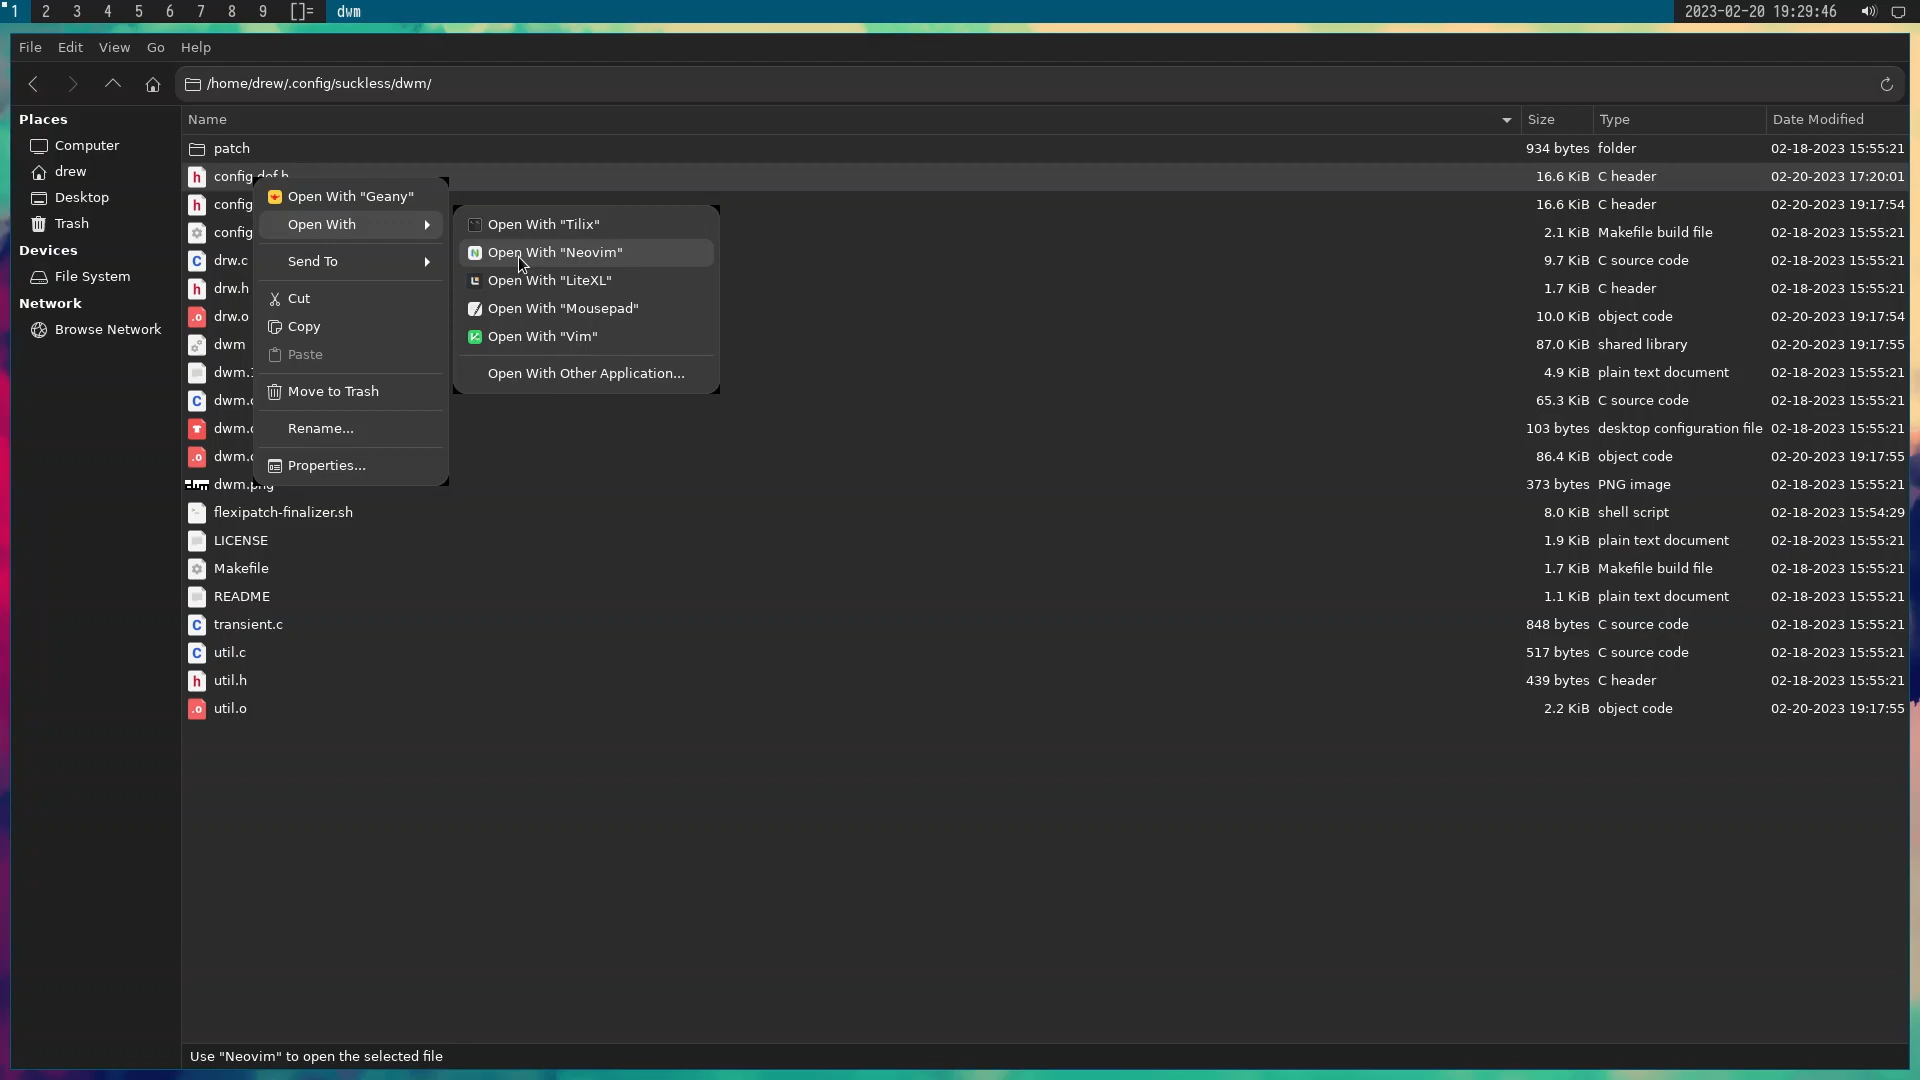 1 2 3 4 5 6 7 8 9 []= dwm 2023-02-20 19:29:46
File Edit View Go Help
/home/drew/.config/suckless/dwm/
Places
Computer
drew
Desktop
Trash
Devices
File System
Network
Browse Network
Name Size Type Date Modified
patch 934 bytes folder 02-18-2023 15:55:21
config.def.h 16.6 KiB C header 02-20-2023 17:20:01
config 16.6 KiB C header 02-20-2023 19:17:54
config 2.1 KiB Makefile build file 02-18-2023 15:55:21
drw.c 9.7 KiB C source code 02-18-2023 15:55:21
drw.h 1.7 KiB C header 02-18-2023 15:55:21
drw.o 10.0 KiB object code 02-20-2023 19:17:54
dwm 87.0 KiB shared library 02-20-2023 19:17:55
dwm. 4.9 KiB plain text document 02-18-2023 15:55:21
dwm. 65.3 KiB C source code 02-18-2023 15:55:21
dwm. 103 bytes desktop configuration file 02-18-2023 15:55:21
dwm. 86.4 KiB object code 02-20-2023 19:17:55
dwm.png 373 bytes PNG image 02-18-2023 15:55:21
flexipatch-finalizer.sh 8.0 KiB shell script 02-18-2023 15:54:29
LICENSE 1.9 KiB plain text document 02-18-2023 15:55:21
Makefile 1.7 KiB Makefile build file 02-18-2023 15:55:21
README 1.1 KiB plain text document 02-18-2023 15:55:21
transient.c 848 bytes C source code 02-18-2023 15:55:21
util.c 517 bytes C source code 02-18-2023 15:55:21
util.h 439 bytes C header 02-18-2023 15:55:21
util.o 2.2 KiB object code 02-20-2023 19:17:55
Open With "Geany"
Open With
Send To
Cut
Copy
Paste
Move to Trash
Rename...
Properties...
Open With "Tilix"
Open With "Neovim"
Open With "LiteXL"
Open With "Mousepad"
Open With "Vim"
Open With Other Application...
Use "Neovim" to open the selected file